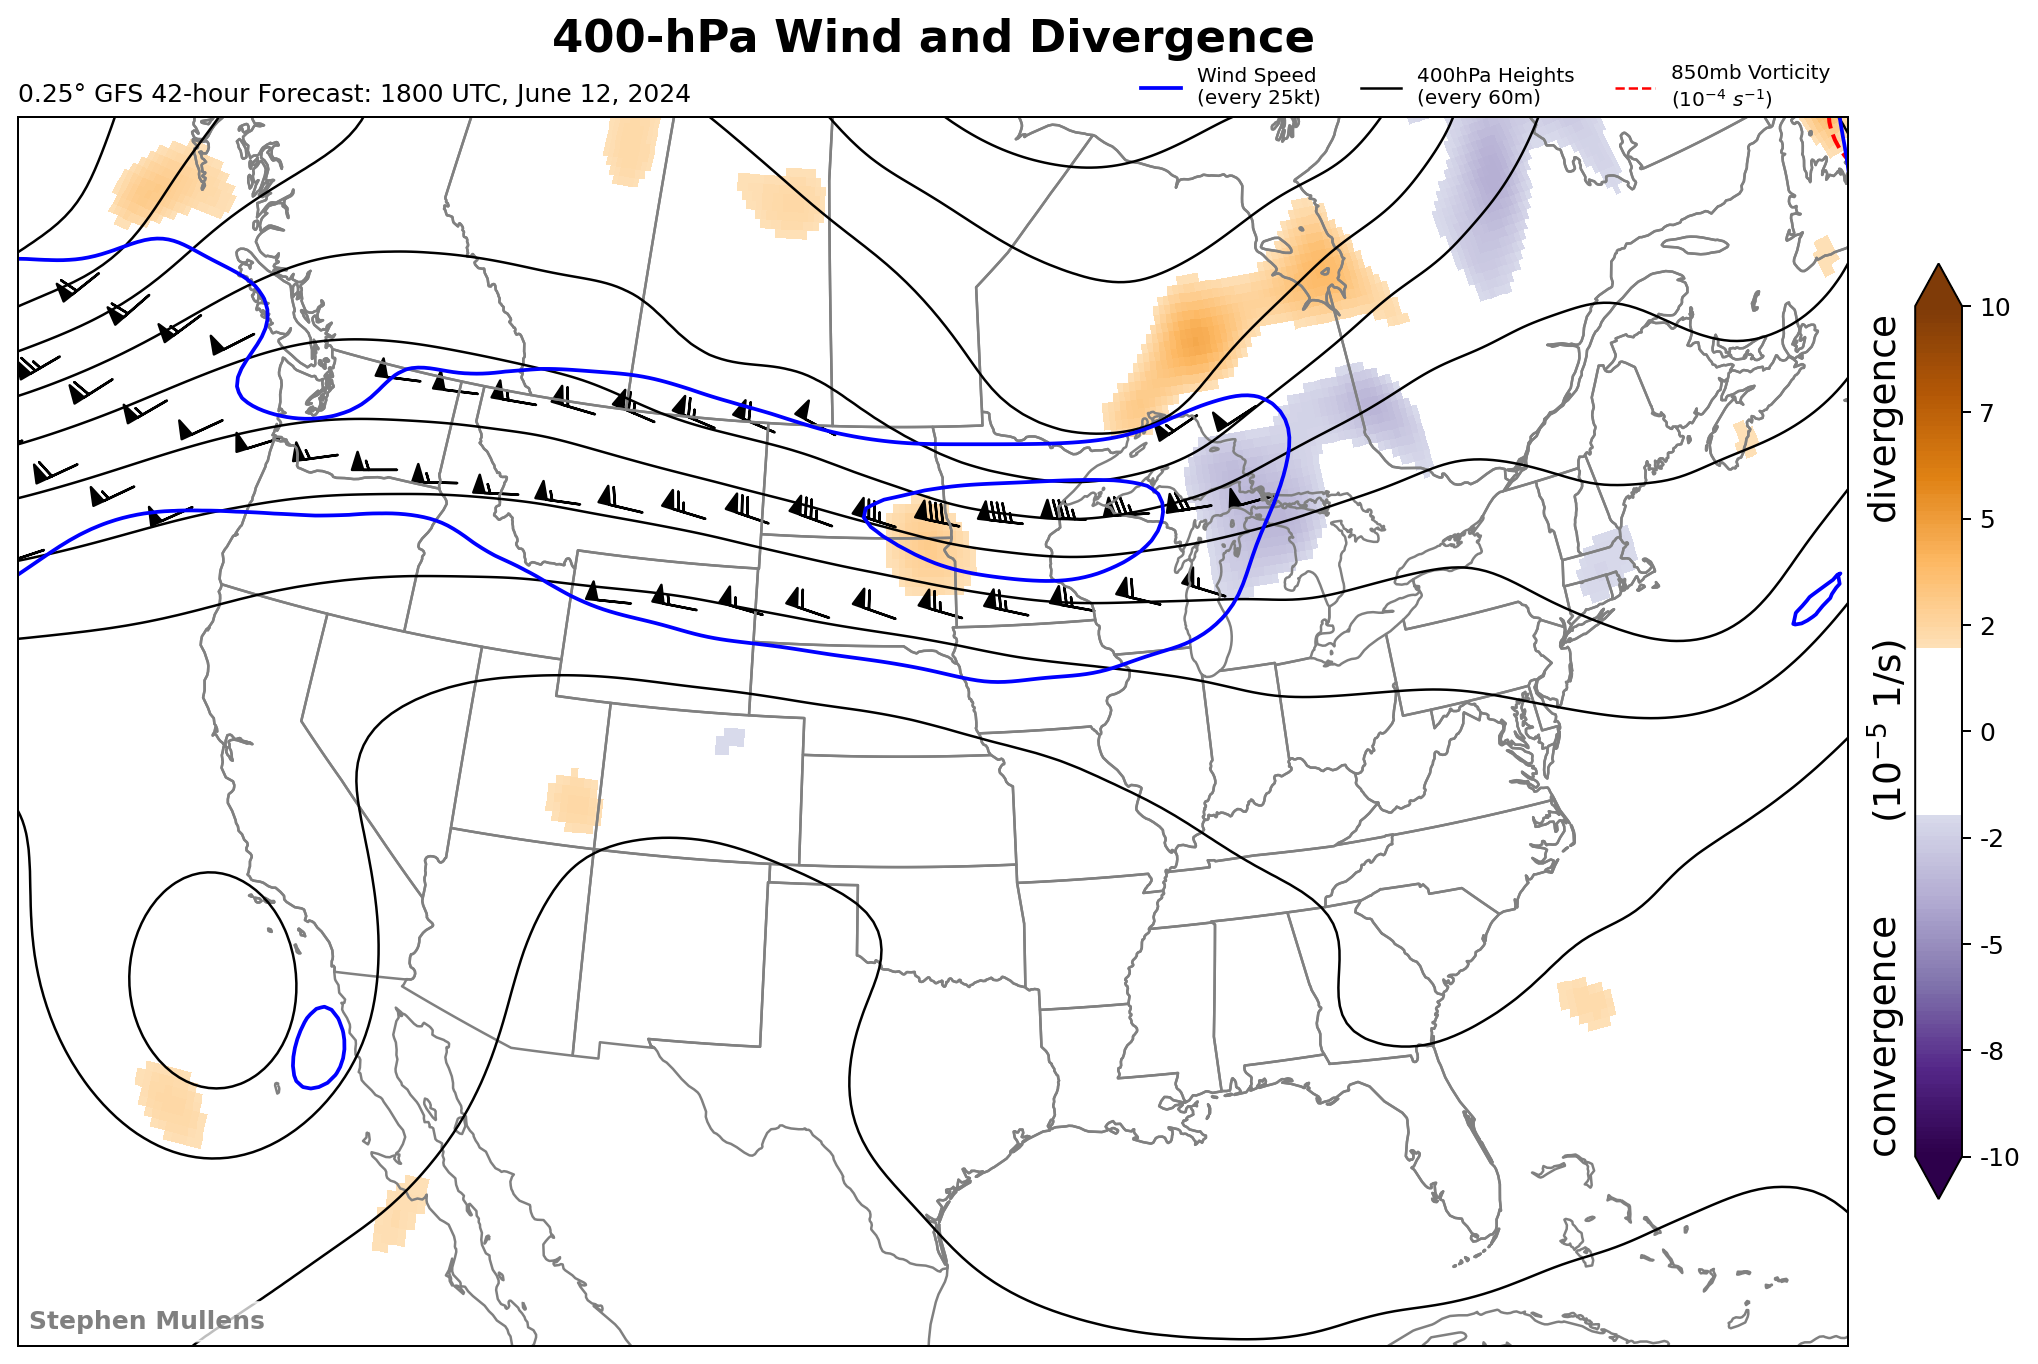 400-hPa Wind and Divergence
0.25° GFS 42-hour Forecast: 1800 UTC, June 12, 2024
Wind Speed
(every 25kt)
400hPa Heights
(every 60m)
850mb Vorticity
(10⁻⁴ s⁻¹)
10
7
5
2
0
-2
-5
-8
-10
convergence (10⁻⁵ 1/s) divergence
Stephen Mullens